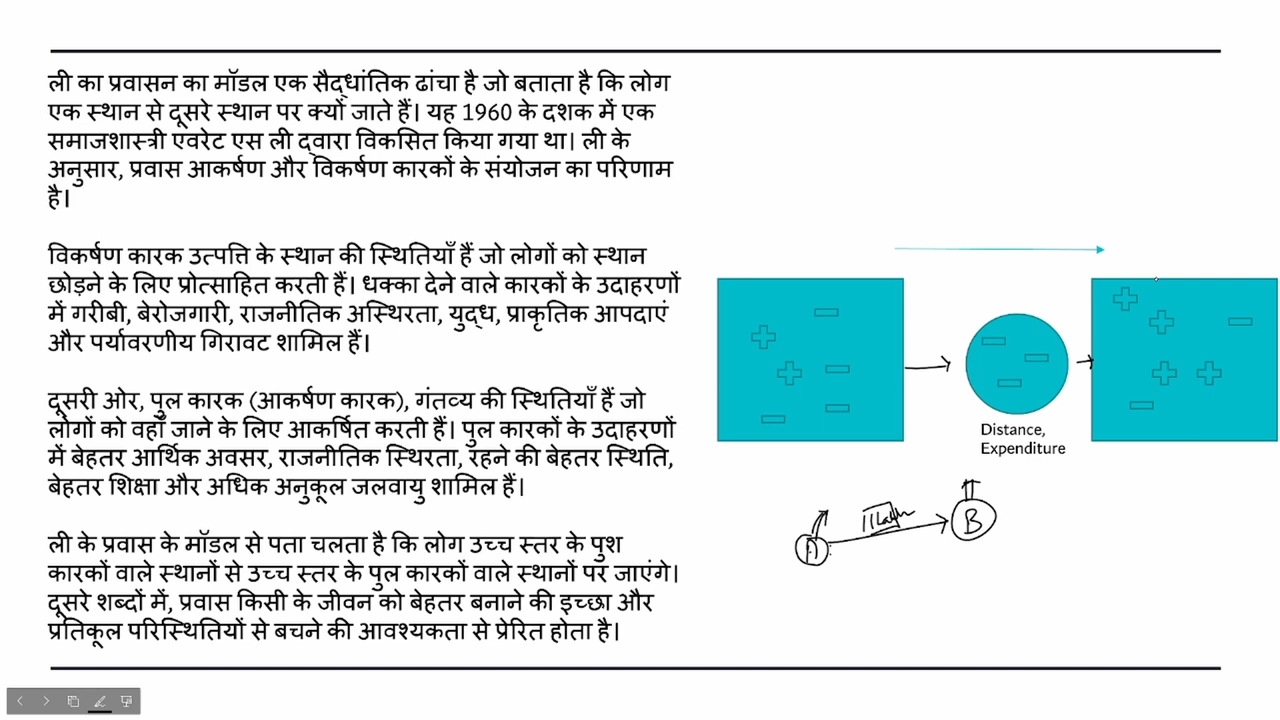 ली का प्रवासन का मॉडल एक सैद्धांतिक ढांचा है जो बताता है कि लोग
एक स्थान से दूसरे स्थान पर क्यों जाते हैं। यह 1960 के दशक में एक
समाजशास्त्री एवरेट एस ली द्वारा विकसित किया गया था। ली के
अनुसार, प्रवास आकर्षण और विकर्षण कारकों के संयोजन का परिणाम
है।
विकर्षण कारक उत्पत्ति के स्थान की स्थितियाँ हैं जो लोगों को स्थान
छोड़ने के लिए प्रोत्साहित करती हैं। धक्का देने वाले कारकों के उदाहरणों
में गरीबी, बेरोजगारी, राजनीतिक अस्थिरता, युद्ध, प्राकृतिक आपदाएं
और पर्यावरणीय गिरावट शामिल हैं।
दूसरी ओर, पुल कारक (आकर्षण कारक), गंतव्य की स्थितियाँ हैं जो
लोगों को वहाँ जाने के लिए आकर्षित करती हैं। पुल कारकों के उदाहरणों
में बेहतर आर्थिक अवसर, राजनीतिक स्थिरता, रहने की बेहतर स्थिति,
बेहतर शिक्षा और अधिक अनुकूल जलवायु शामिल हैं।
ली के प्रवास के मॉडल से पता चलता है कि लोग उच्च स्तर के पुश
कारकों वाले स्थानों से उच्च स्तर के पुल कारकों वाले स्थानों पर जाएंगे।
दूसरे शब्दों में, प्रवास किसी के जीवन को बेहतर बनाने की इच्छा और
प्रतिकूल परिस्थितियों से बचने की आवश्यकता से प्रेरित होता है।
Distance,
Expenditure
B